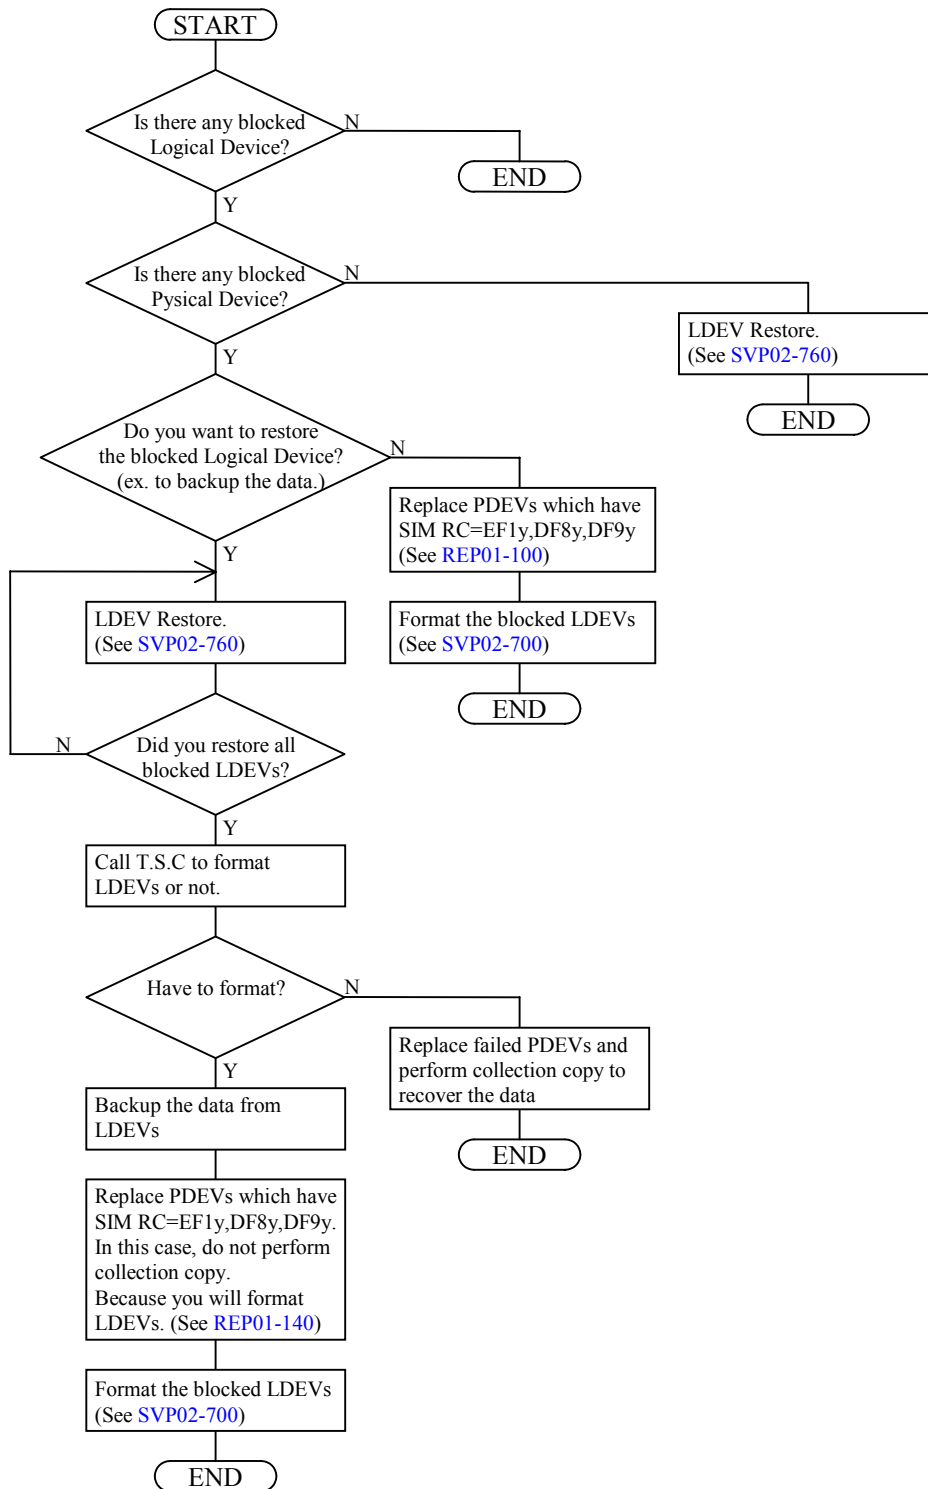 START
Is there any blocked
Logical Device?
N
END
Y
Is there any blocked
Pysical Device?
N
LDEV Restore.
(See SVP02-760)
END
Y
Do you want to restore
the blocked Logical Device?
(ex. to backup the data.)
N
Replace PDEVs which have
SIM RC=EF1y,DF8y,DF9y
(See REP01-100)
Format the blocked LDEVs
(See SVP02-700)
END
Y
LDEV Restore.
(See SVP02-760)
Did you restore all
blocked LDEVs?
N
Y
Call T.S.C to format
LDEVs or not.
Have to format?
N
Replace failed PDEVs and
perform collection copy to
recover the data
END
Y
Backup the data from
LDEVs
Replace PDEVs which have
SIM RC=EF1y,DF8y,DF9y.
In this case, do not perform
collection copy.
Because you will format
LDEVs. (See REP01-140)
Format the blocked LDEVs
(See SVP02-700)
END